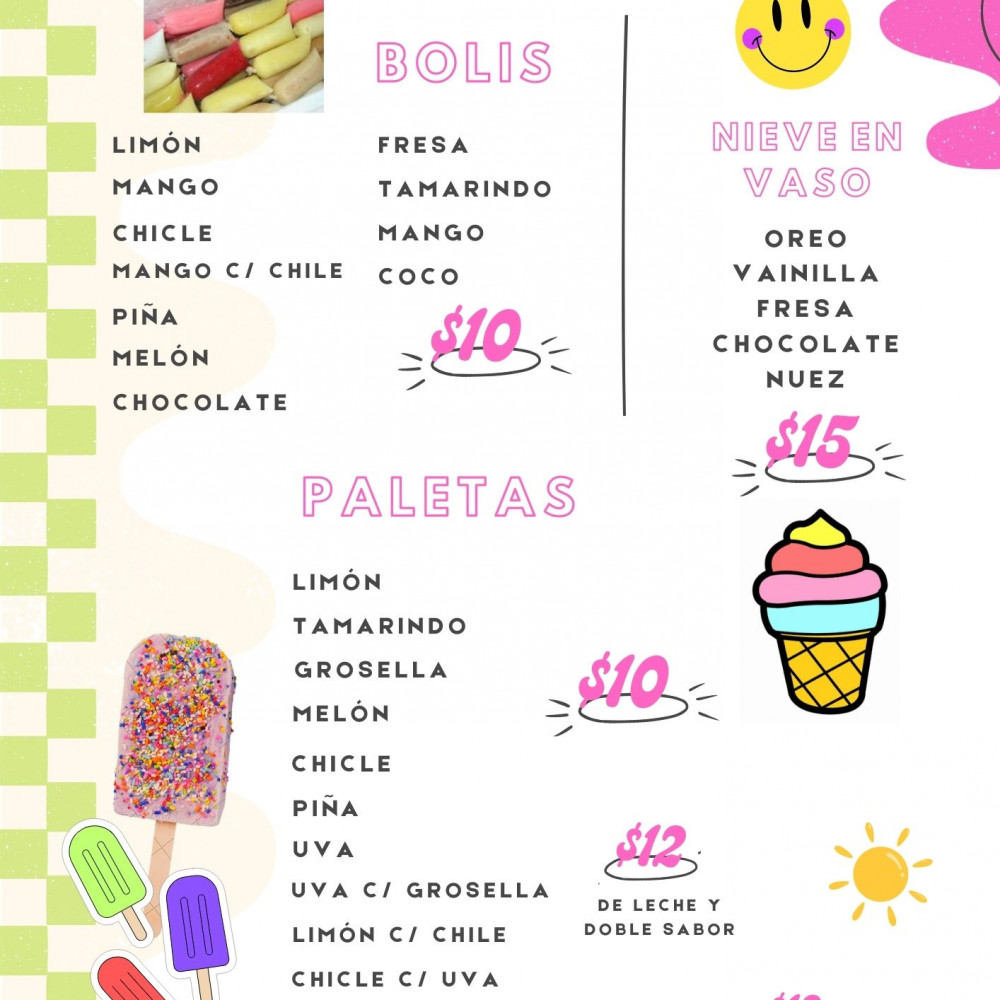 BOLIS
LIMÓN
MANGO
CHICLE
MANGO C/ CHILE
PIÑA
MELÓN
CHOCOLATE
FRESA
TAMARINDO
MANGO
COCO
$10
NIEVE EN
VASO
OREO
VAINILLA
FRESA
CHOCOLATE
NUEZ
$15
PALETAS
LIMÓN
TAMARINDO
GROSELLA
MELÓN
CHICLE
PIÑA
UVA
UVA C/ GROSELLA
LIMÓN C/ CHILE
CHICLE C/ UVA
$10
$12
DE LECHE Y
DOBLE SABOR